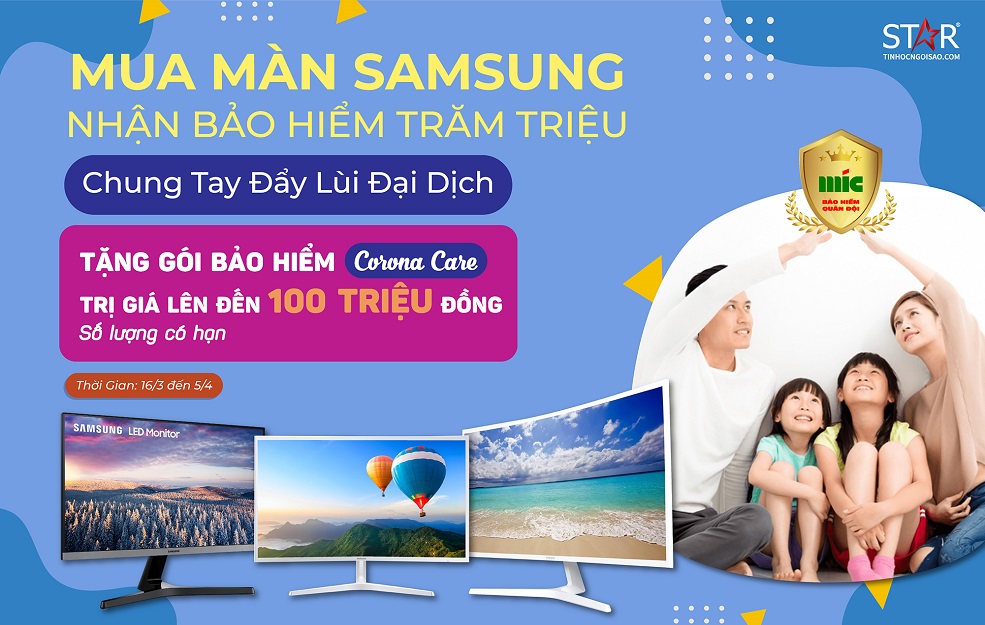 STAR®
TINHOCNGOISAO.COM
MUA MÀN SAMSUNG
NHẬN BẢO HIỂM TRĂM TRIỆU
Chung Tay Đẩy Lùi Đại Dịch
mic
BẢO HIỂM
QUÂN ĐỘI
TẶNG GÓI BẢO HIỂM Corona Care
TRỊ GIÁ LÊN ĐẾN 100 TRIỆU ĐỒNG
Số lượng có hạn
Thời Gian: 16/3 đến 5/4
SAMSUNG LED Monitor
SAMSUNG
SAMSUNG
SAMSUNG